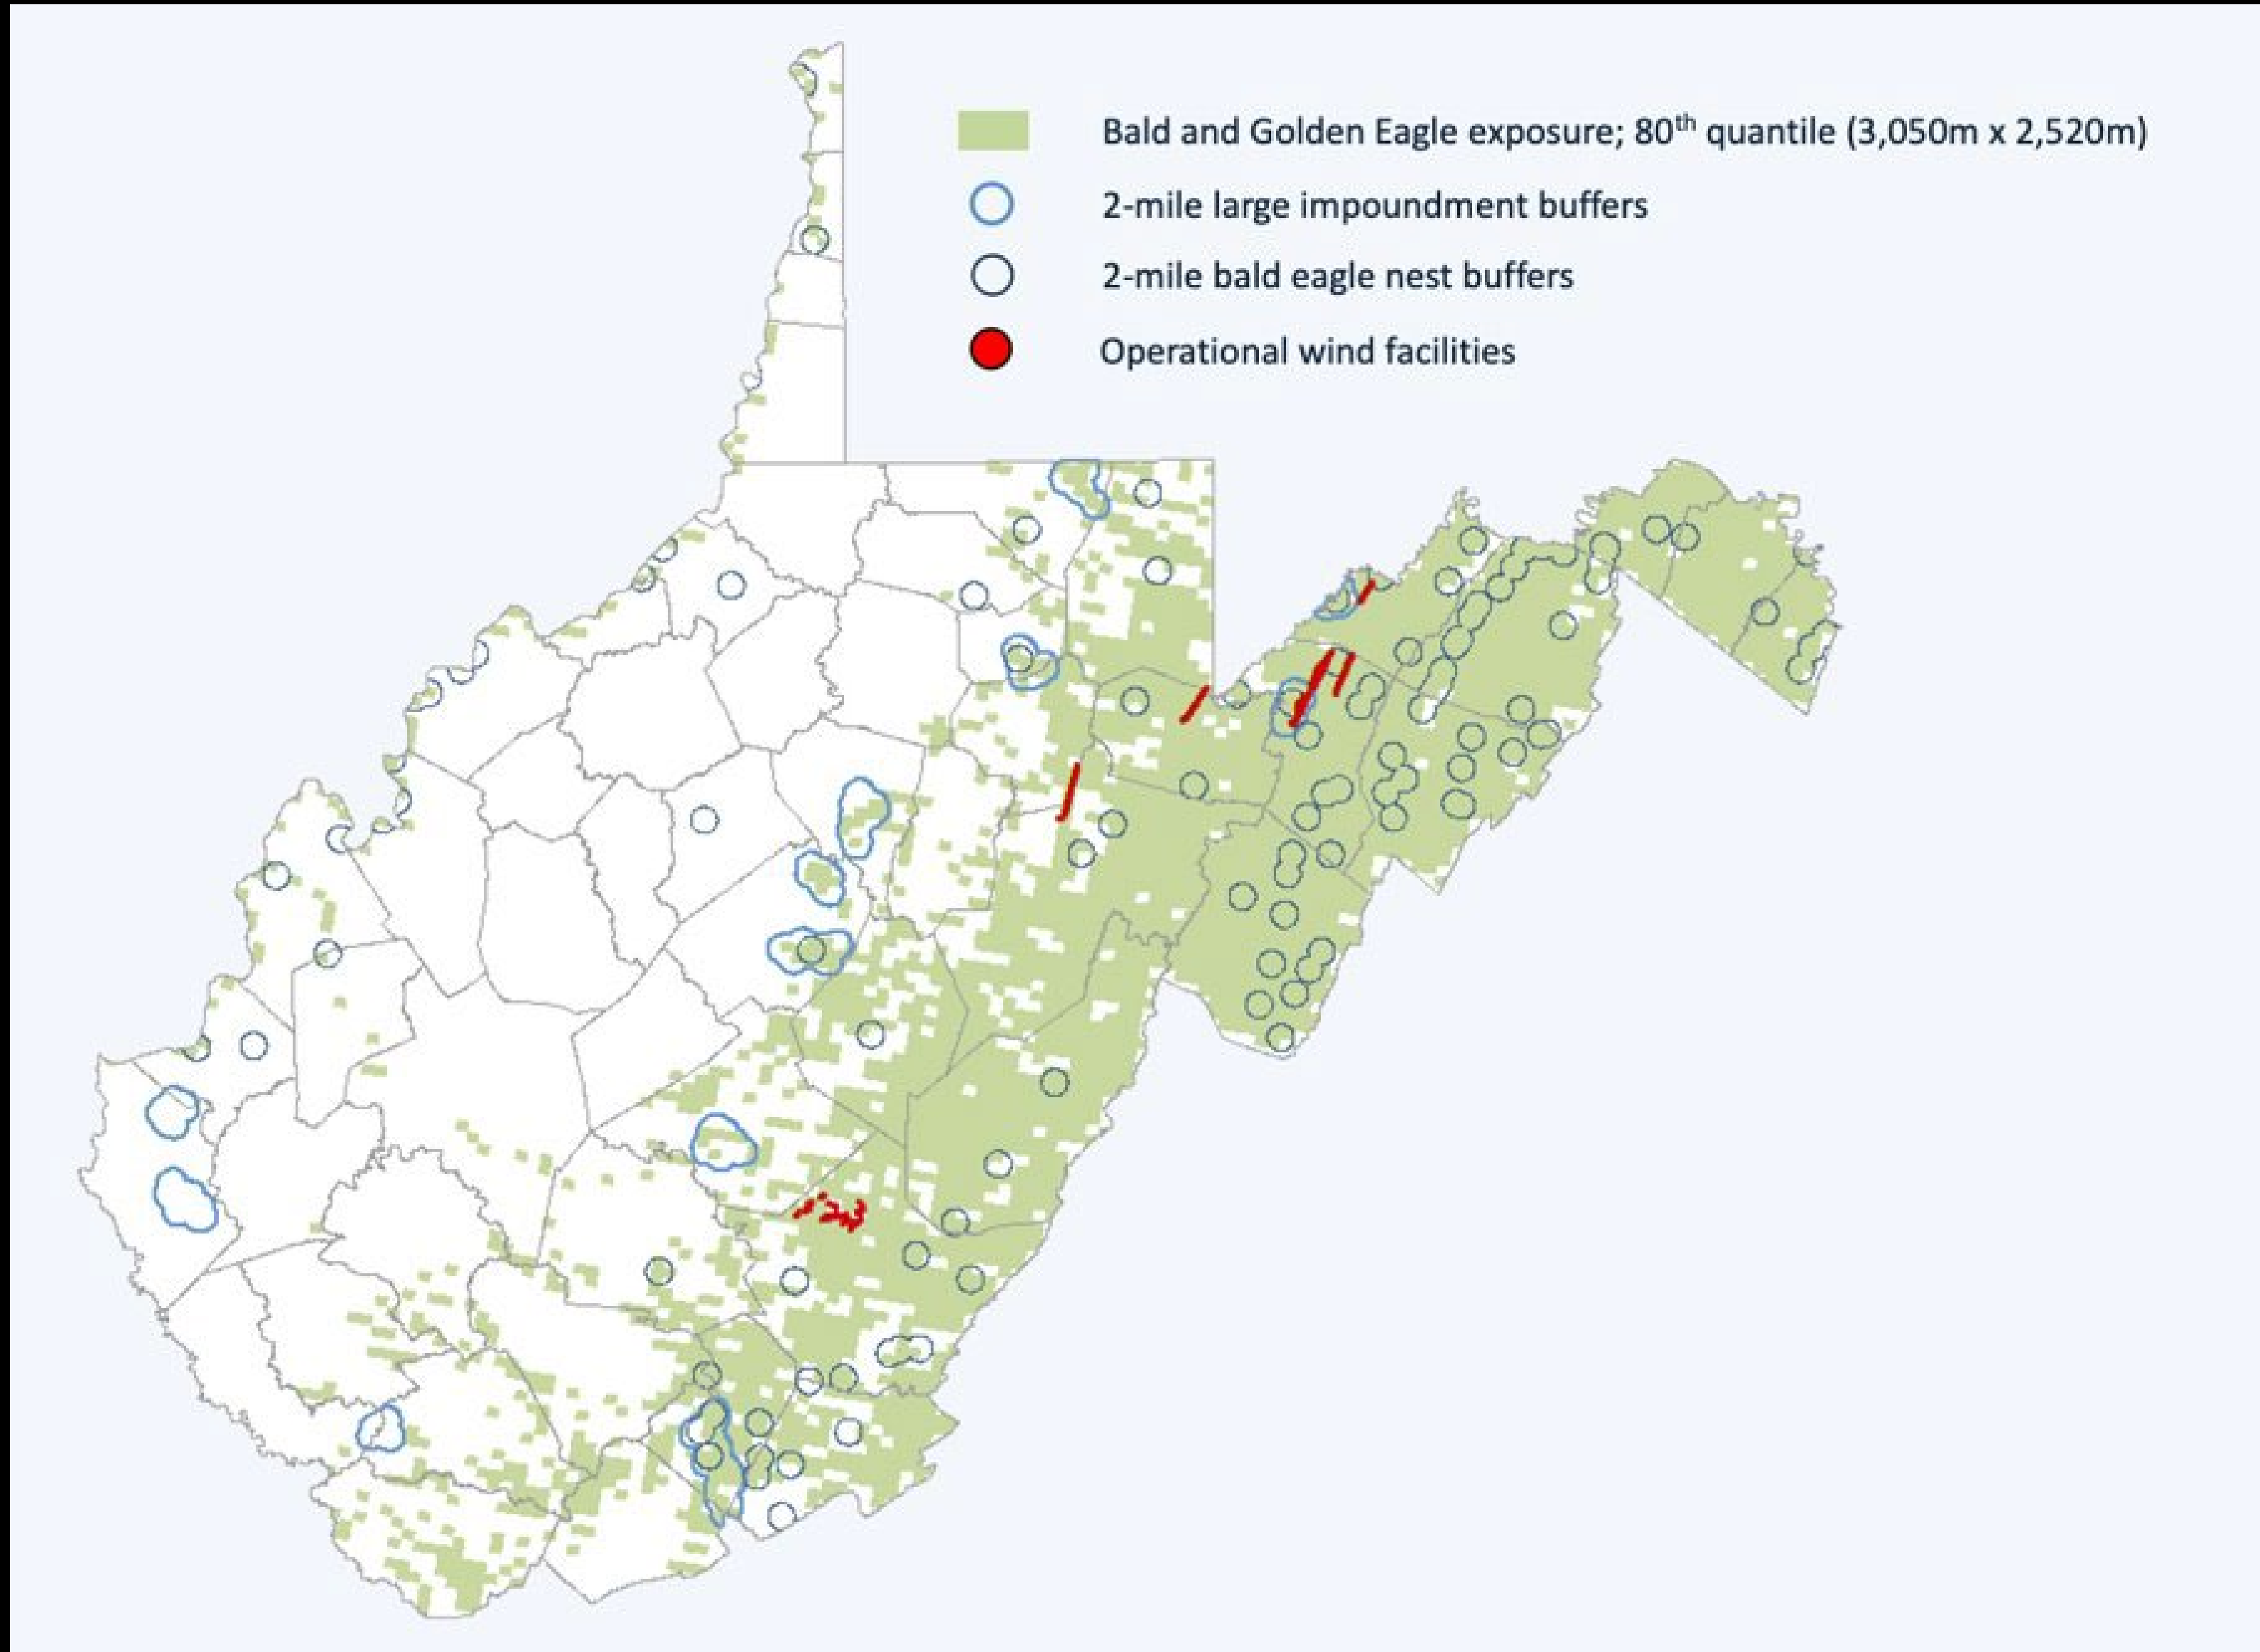 Bald and Golden Eagle exposure; 80th quantile (3,050m x 2,520m)
2-mile large impoundment buffers
2-mile bald eagle nest buffers
Operational wind facilities